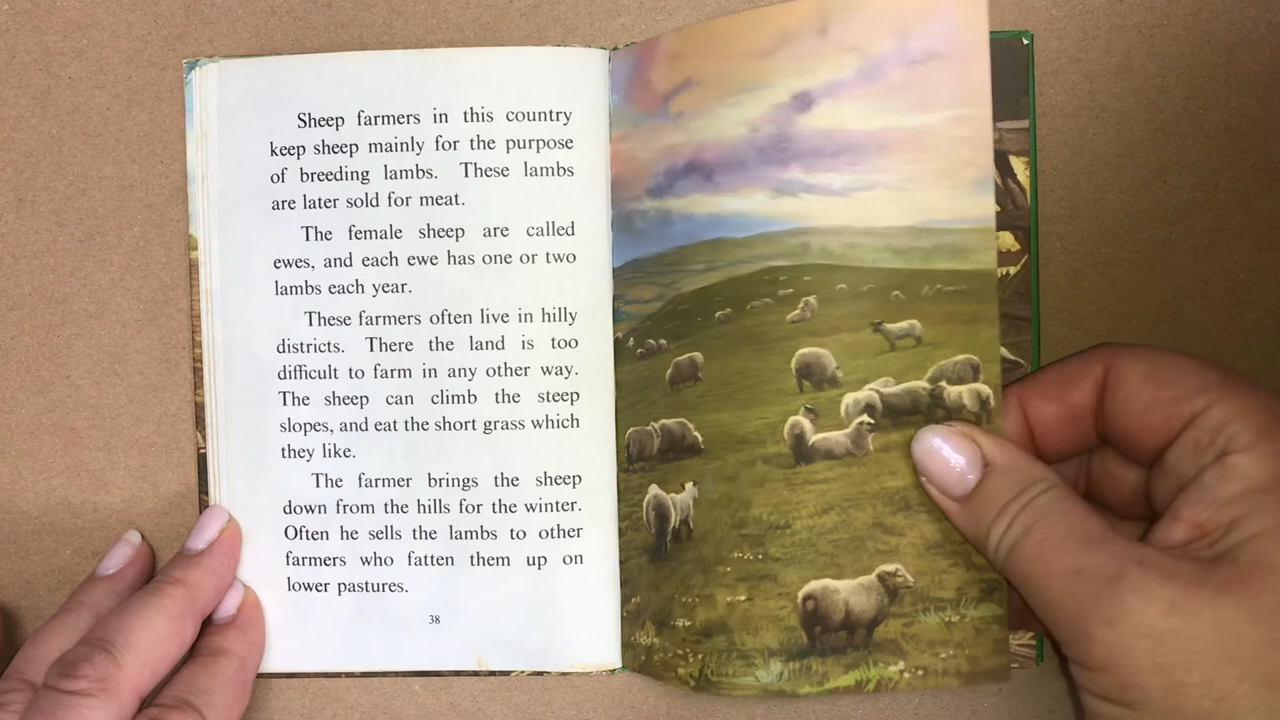 Sheep farmers in this country
keep sheep mainly for the purpose
of breeding lambs. These lambs
are later sold for meat.
The female sheep are called
ewes, and each ewe has one or two
lambs each year.
These farmers often live in hilly
districts. There the land is too
difficult to farm in any other way.
The sheep can climb the steep
slopes, and eat the short grass which
they like.
The farmer brings the sheep
down from the hills for the winter.
Often he sells the lambs to other
farmers who fatten them up on
lower pastures.
38